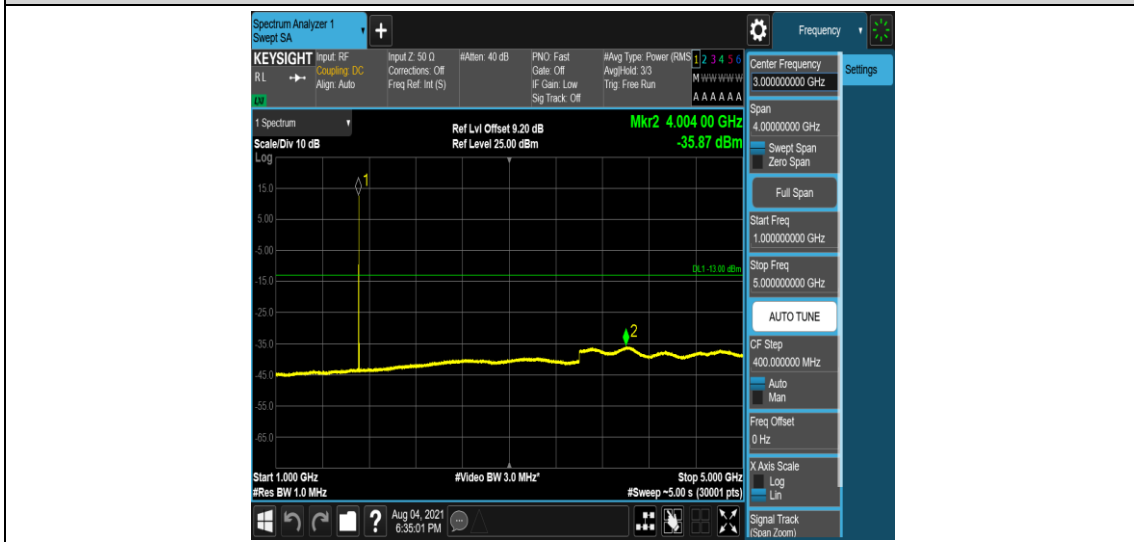 Spectrum Analyzer 1
Swept SA
+
Frequency
KEYSIGHT
RL
LXI
Input: RF
Coupling: DC
Align: Auto
Input Z: 50 Ω
Corrections: Off
Freq Ref: Int (S)
#Atten: 40 dB
PNO: Fast
Gate: Off
IF Gain: Low
Sig Track: Off
#Avg Type: Power (RMS
Avg|Hold: 3/3
Trig: Free Run
1 2 3 4 5 6
M W W W W W
A A A A A A
1 Spectrum
Scale/Div 10 dB
Log
Ref Lvl Offset 9.20 dB
Ref Level 25.00 dBm
Mkr2 4.004 00 GHz
-35.87 dBm
15.0
5.00
-5.00
-15.0
-25.0
-35.0
-45.0
-55.0
-65.0
1
DL1 -13.00 dBm
2
Start 1.000 GHz
#Res BW 1.0 MHz
#Video BW 3.0 MHz*
Stop 5.000 GHz
#Sweep ~5.00 s (30001 pts)
?
Aug 04, 2021
6:35:01 PM
Center Frequency
3.000000000 GHz
Settings
Span
4.00000000 GHz
Swept Span
Zero Span
Full Span
Start Freq
1.000000000 GHz
Stop Freq
5.000000000 GHz
AUTO TUNE
CF Step
400.000000 MHz
Auto
Man
Freq Offset
0 Hz
X Axis Scale
Log
Lin
Signal Track
(Span Zoom)